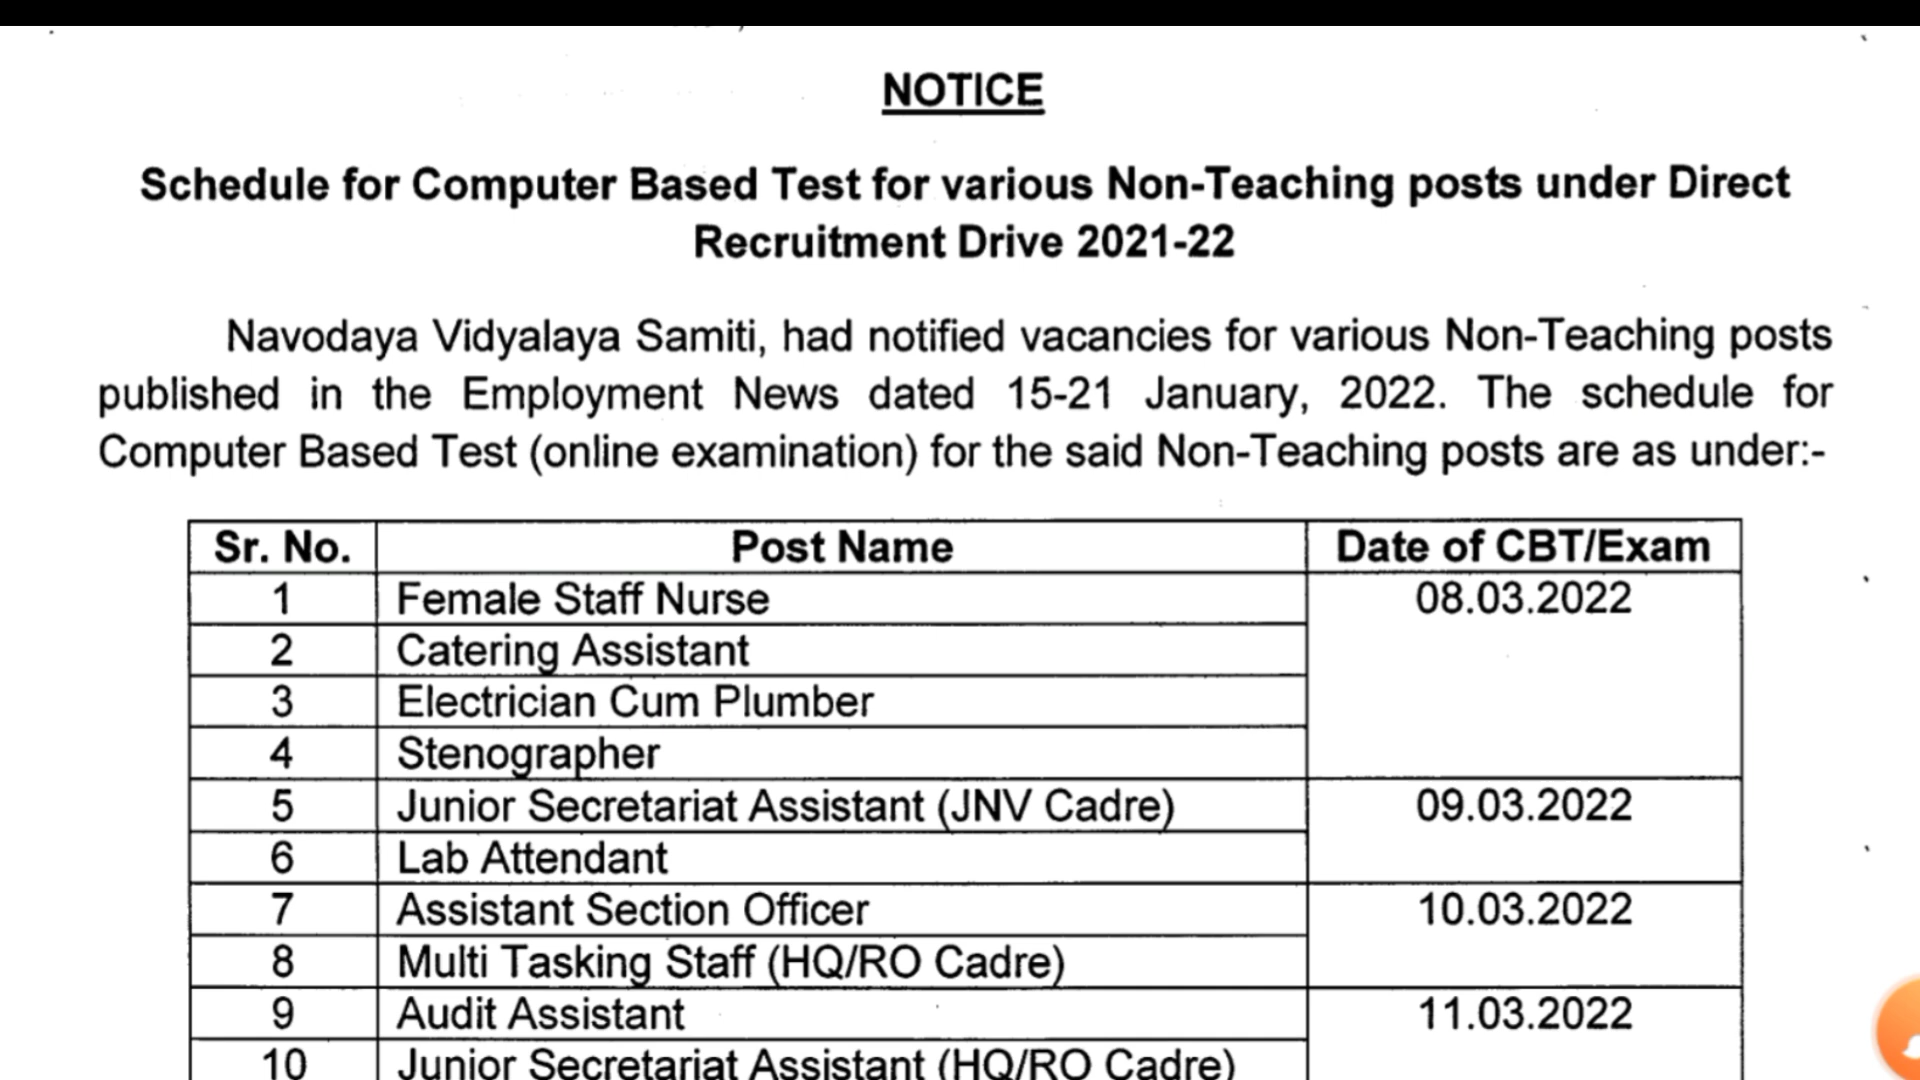 NOTICE
Schedule for Computer Based Test for various Non-Teaching posts under Direct
Recruitment Drive 2021-22
Navodaya Vidyalaya Samiti, had notified vacancies for various Non-Teaching posts
published in the Employment News dated 15-21 January, 2022. The schedule for
Computer Based Test (online examination) for the said Non-Teaching posts are as under:-
Sr. No. Post Name Date of CBT/Exam
1 Female Staff Nurse 08.03.2022
2 Catering Assistant
3 Electrician Cum Plumber
4 Stenographer
5 Junior Secretariat Assistant (JNV Cadre) 09.03.2022
6 Lab Attendant
7 Assistant Section Officer 10.03.2022
8 Multi Tasking Staff (HQ/RO Cadre)
9 Audit Assistant 11.03.2022
10 Junior Secretariat Assistant (HQ/RO Cadre)